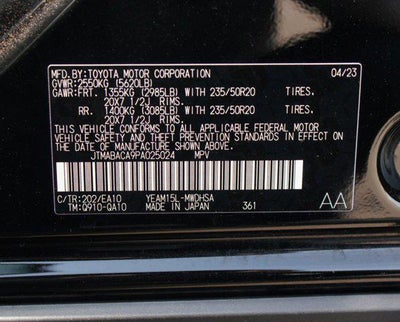 MFD.BY:TOYOTA MOTOR CORPORATION 04/23
GVWR:2550KG (5620LB)
GAWR:FRT. 1355KG (2985LB) WITH 235/50R20 TIRES.
20X7 1/2J RIMS.
RR. 1400KG (3085LB) WITH 235/50R20 TIRES.
20X7 1/2J RIMS.
THIS VEHICLE CONFORMS TO ALL APPLICABLE FEDERAL MOTOR
VEHICLE SAFETY AND THEFT PREVENTION STANDARDS IN EFFECT ON
THE DATE OF MANUFACTURE SHOWN ABOVE.
JTMABACA9PA025024 MPV
C/TR:202/EA10 YEAM15L-MWDHSA
TM:Q910-QA10 MADE IN JAPAN 361 AA